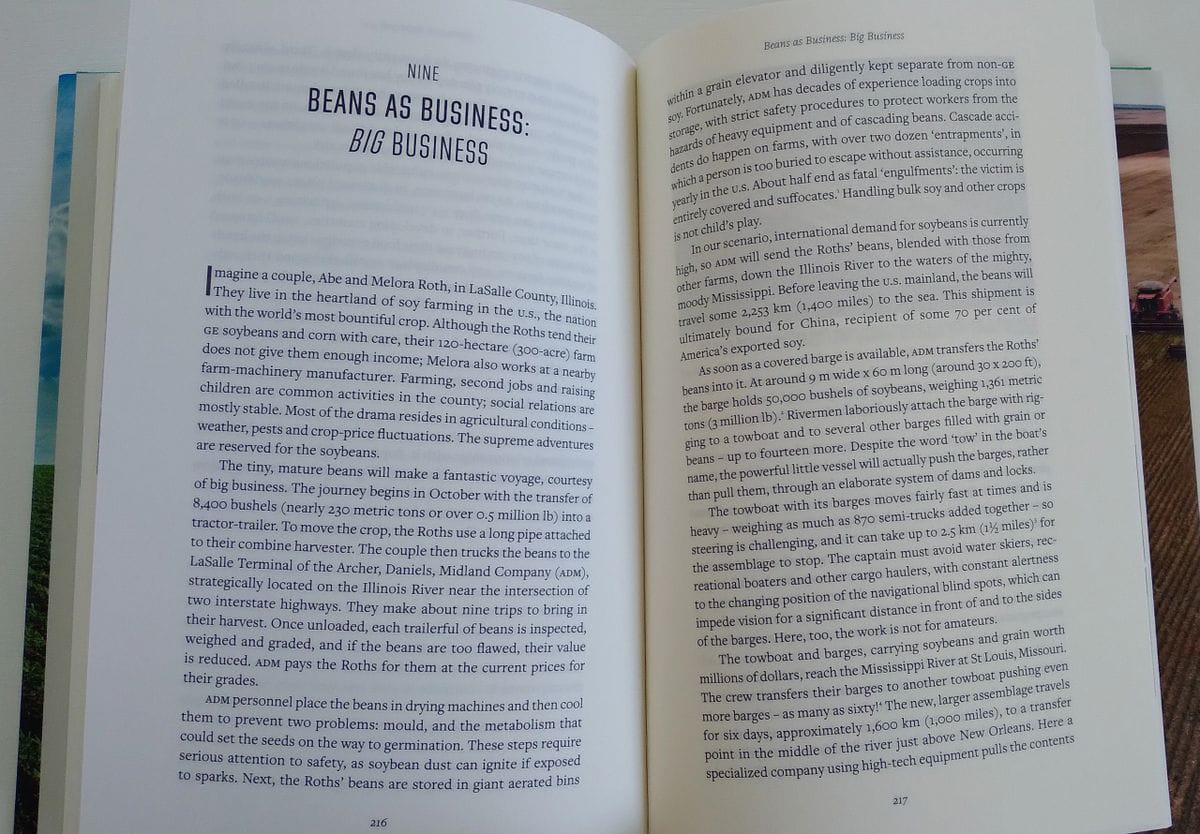 NINE
BEANS AS BUSINESS:
BIG BUSINESS
Imagine a couple, Abe and Melora Roth, in LaSalle County, Illinois.
They live in the heartland of soy farming in the U.S., the nation
with the world's most bountiful crop. Although the Roths tend their
GE soybeans and corn with care, their 120-hectare (300-acre) farm
does not give them enough income; Melora also works at a nearby
farm-machinery manufacturer. Farming, second jobs and raising
children are common activities in the county; social relations are
mostly stable. Most of the drama resides in agricultural conditions –
weather, pests and crop-price fluctuations. The supreme adventures
are reserved for the soybeans.
The tiny, mature beans will make a fantastic voyage, courtesy
of big business. The journey begins in October with the transfer of
8,400 bushels (nearly 230 metric tons or over 0.5 million lb) into a
tractor-trailer. To move the crop, the Roths use a long pipe attached
to their combine harvester. The couple then trucks the beans to the
LaSalle Terminal of the Archer, Daniels, Midland Company (ADM),
strategically located on the Illinois River near the intersection of
two interstate highways. They make about nine trips to bring in
their harvest. Once unloaded, each trailerful of beans is inspected,
weighed and graded, and if the beans are too flawed, their value
is reduced. ADM pays the Roths for them at the current prices for
their grades.
ADM personnel place the beans in drying machines and then cool
them to prevent two problems: mould, and the metabolism that
could set the seeds on the way to germination. These steps require
serious attention to safety, as soybean dust can ignite if exposed
to sparks. Next, the Roths' beans are stored in giant aerated bins
216
Beans as Business: Big Business
within a grain elevator and diligently kept separate from non-GE
soy. Fortunately, ADM has decades of experience loading crops into
storage, with strict safety procedures to protect workers from the
hazards of heavy equipment and of cascading beans. Cascade acci-
dents do happen on farms, with over two dozen 'entrapments', in
which a person is too buried to escape without assistance, occurring
yearly in the U.S. About half end as fatal 'engulfments': the victim is
entirely covered and suffocates.¹ Handling bulk soy and other crops
is not child's play.
In our scenario, international demand for soybeans is currently
high, so ADM will send the Roths' beans, blended with those from
other farms, down the Illinois River to the waters of the mighty,
moody Mississippi. Before leaving the U.S. mainland, the beans will
travel some 2,253 km (1,400 miles) to the sea. This shipment is
ultimately bound for China, recipient of some 70 per cent of
America's exported soy.
As soon as a covered barge is available, ADM transfers the Roths'
beans into it. At around 9 m wide x 60 m long (around 30 x 200 ft),
the barge holds 50,000 bushels of soybeans, weighing 1,361 metric
tons (3 million lb).² Rivermen laboriously attach the barge with rig-
ging to a towboat and to several other barges filled with grain or
beans – up to fourteen more. Despite the word 'tow' in the boat's
name, the powerful little vessel will actually push the barges, rather
than pull them, through an elaborate system of dams and locks.
The towboat with its barges moves fairly fast at times and is
heavy – weighing as much as 870 semi-trucks added together – so
steering is challenging, and it can take up to 2.5 km (1½ miles)³ for
the assemblage to stop. The captain must avoid water skiers, rec-
reational boaters and other cargo haulers, with constant alertness
to the changing position of the navigational blind spots, which can
impede vision for a significant distance in front of and to the sides
of the barges. Here, too, the work is not for amateurs.
The towboat and barges, carrying soybeans and grain worth
millions of dollars, reach the Mississippi River at St Louis, Missouri.
The crew transfers their barges to another towboat pushing even
more barges – as many as sixty!⁴ The new, larger assemblage travels
for six days, approximately 1,600 km (1,000 miles), to a transfer
point in the middle of the river just above New Orleans. Here a
specialized company using high-tech equipment pulls the contents
217